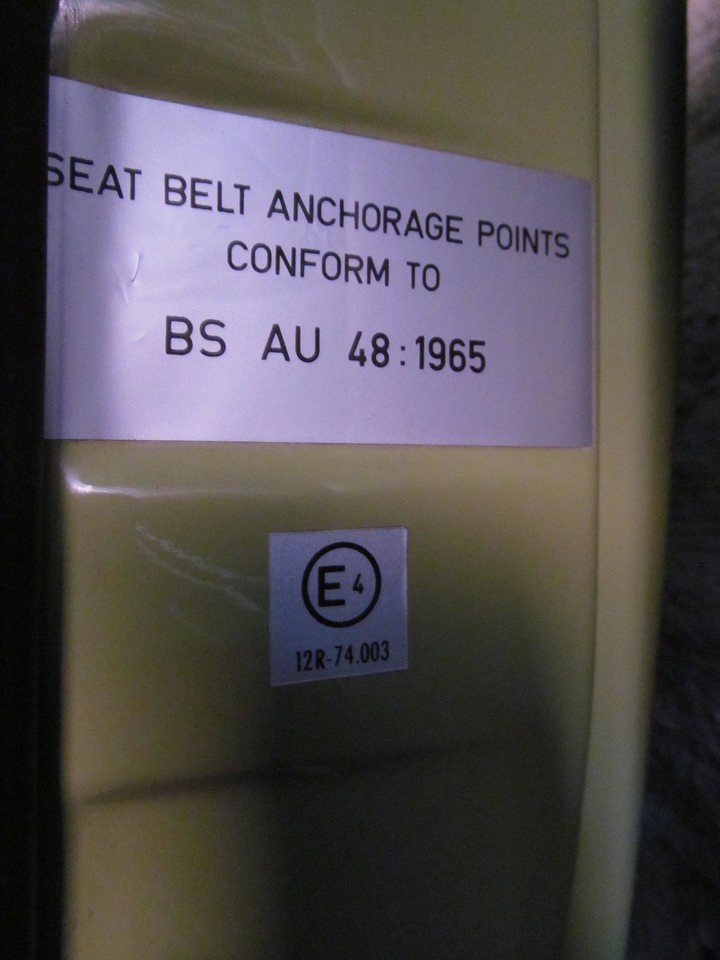 SEAT BELT ANCHORAGE POINTS
CONFORM TO
BS AU 48:1965
E4
12R-74.003